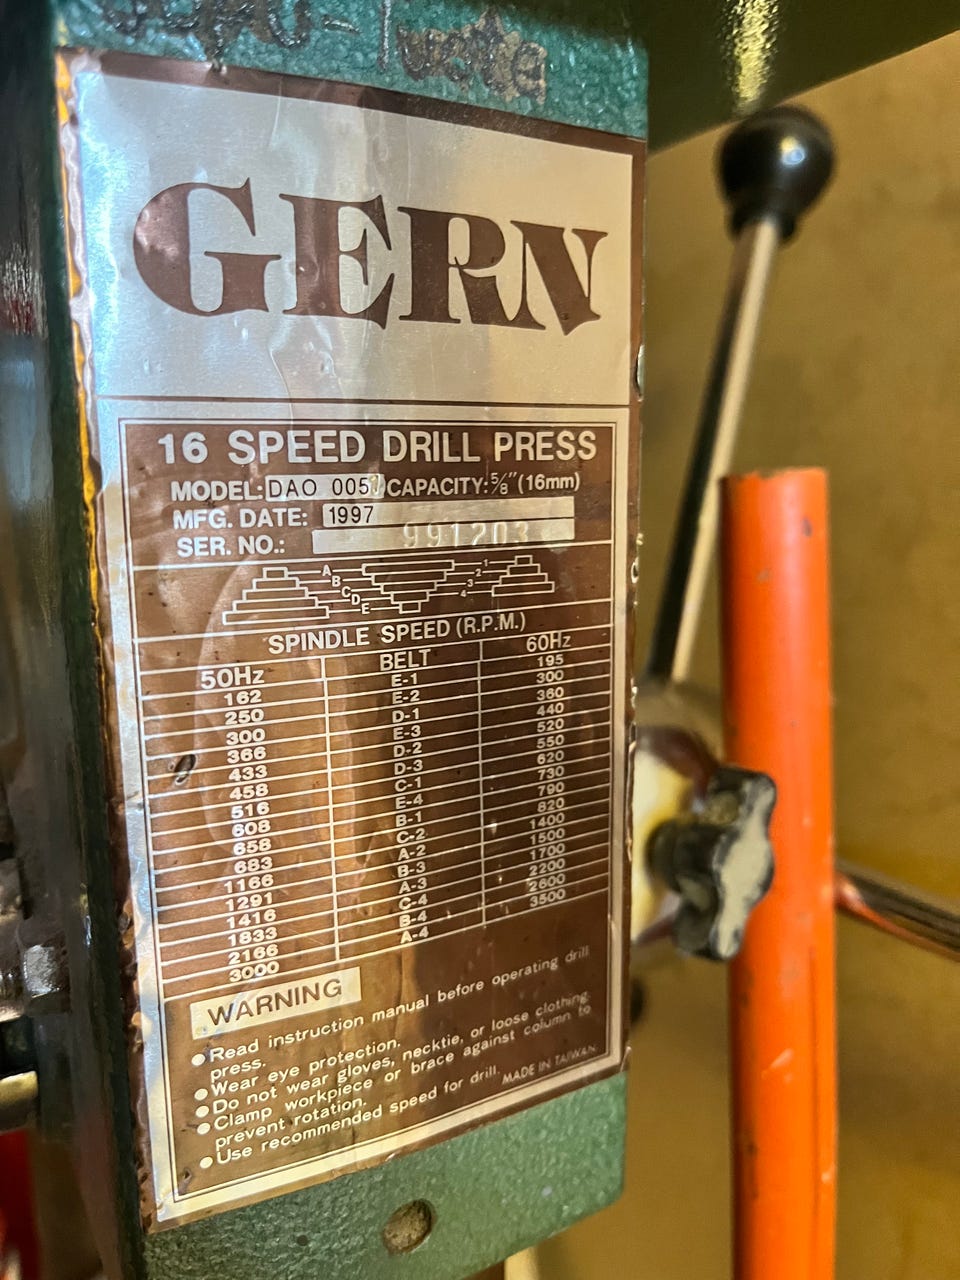 GERN
16 SPEED DRILL PRESS
MODEL: DAO CAPACITY: 5/8" (16mm)
MFG. DATE: 1997
SER. NO.: 991203
A 1
B 2
C 3
D 4
E
SPINDLE SPEED (R.P.M.)
50Hz BELT 60Hz
162 E-1 195
250 E-2 300
300 D-1 360
366 E-3 440
433 D-2 520
458 D-3 550
516 C-1 620
608 E-4 730
658 B-1 790
683 C-2 820
1166 A-2 1400
1291 B-3 1500
1416 A-3 1700
1833 C-4 2200
2166 B-4 2600
3000 A-4 3500
WARNING
●Read instruction manual before operating drill
press.
●Wear eye protection.
●Do not wear gloves, necktie, or loose clothing.
●Clamp workpiece or brace against column to
prevent rotation.
●Use recommended speed for drill.
MADE IN TAIWAN